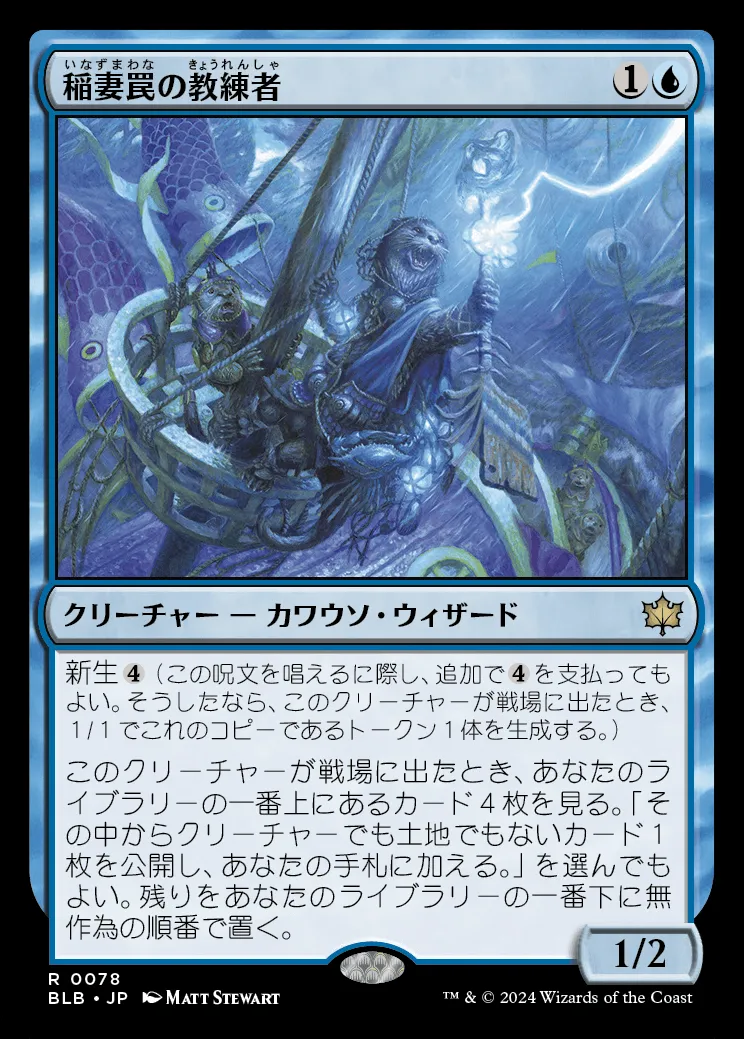 いなずまわな きょうれんしゃ
稲妻罠の教練者 1
クリーチャー — カワウソ・ウィザード
新生4（この呪文を唱えるに際し、追加で4を支払っても
よい。そうしたなら、このクリーチャーが戦場に出たとき、
1/1でこれのコピーであるトークン1体を生成する。）
このクリーチャーが戦場に出たとき、あなたのラ
イブラリーの一番上にあるカード4枚を見る。「そ
の中からクリーチャーでも土地でもないカード1
枚を公開し、あなたの手札に加える。」を選んでも
よい。残りをあなたのライブラリーの一番下に無
作為の順番で置く。
1/2
R 0078
BLB • JP MATT STEWART
™ & © 2024 Wizards of the Coast